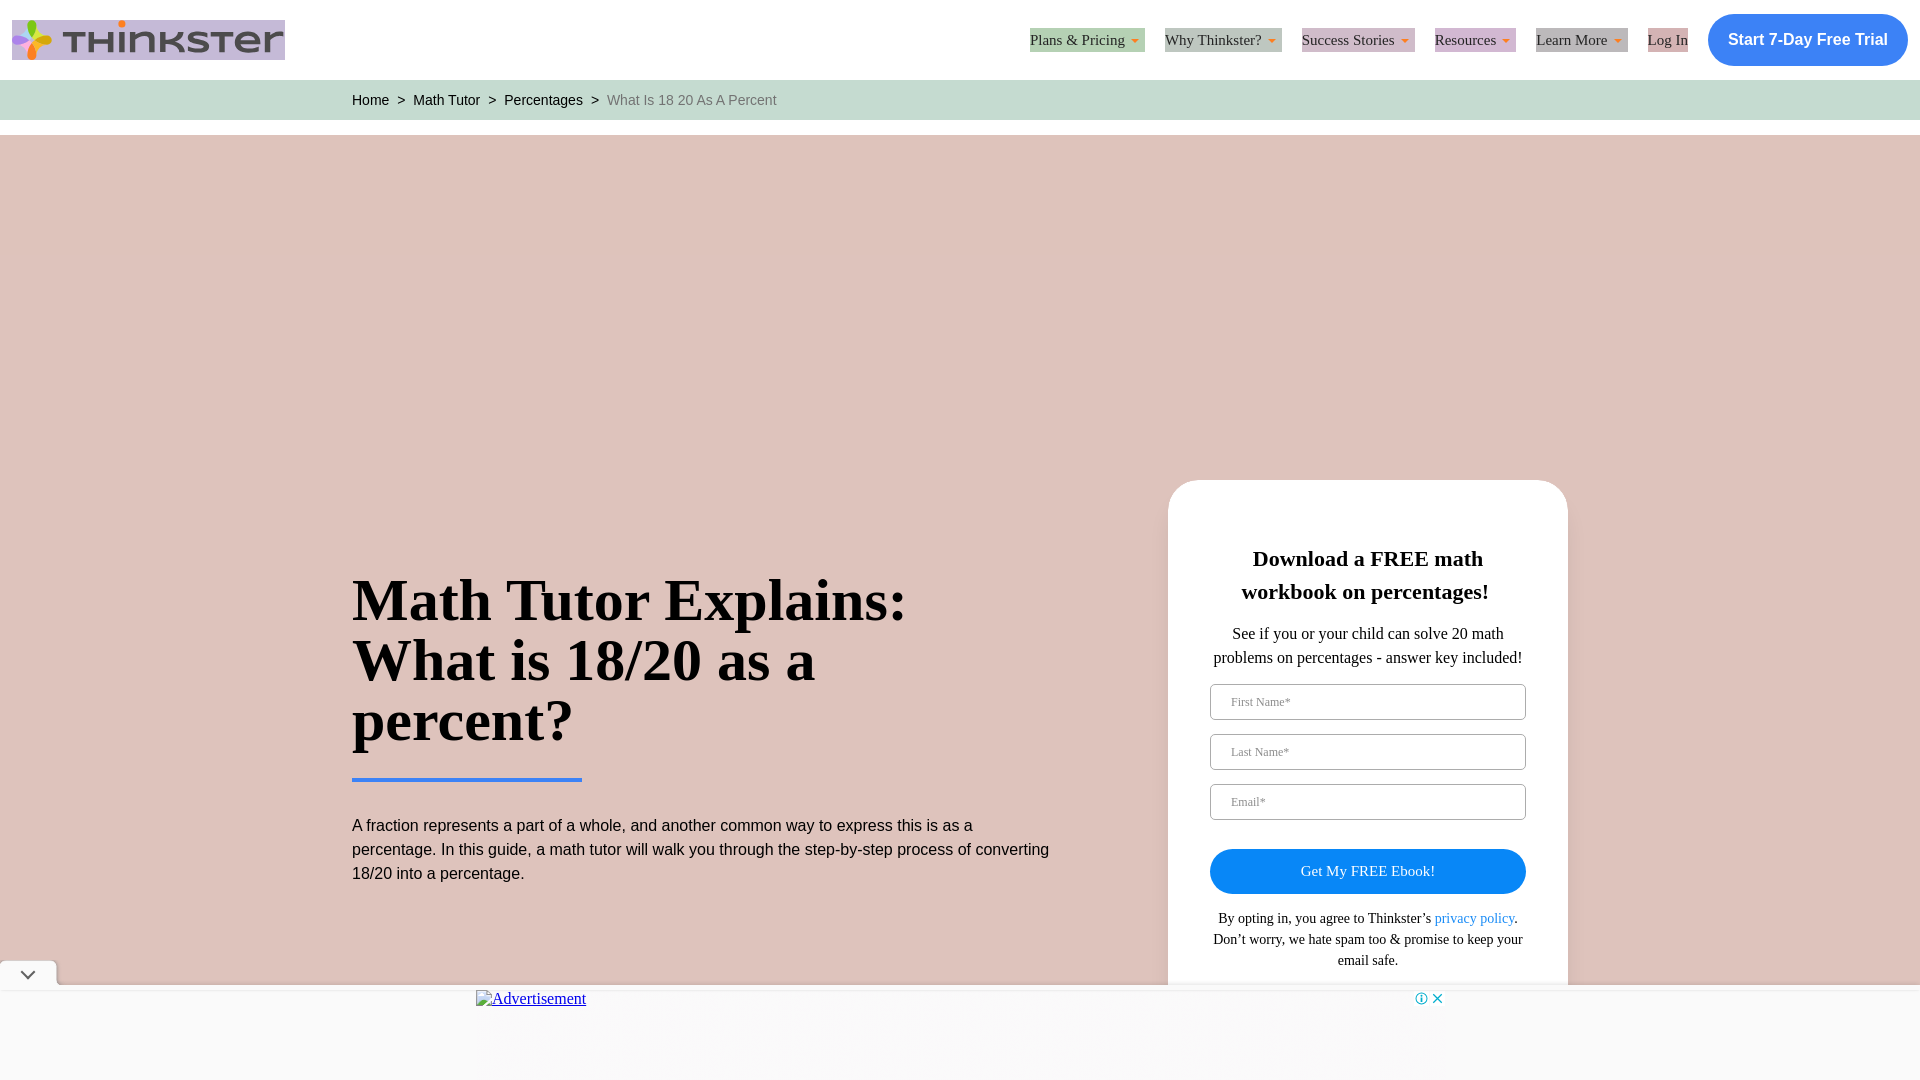 THINKSTER
Plans & Pricing
Why Thinkster?
Success Stories
Resources
Learn More
Log In
Start 7-Day Free Trial
Home > Math Tutor > Percentages > What Is 18 20 As A Percent
Math Tutor Explains:
What is 18/20 as a
percent?
A fraction represents a part of a whole, and another common way to express this is as a
percentage. In this guide, a math tutor will walk you through the step-by-step process of converting
18/20 into a percentage.
Download a FREE math
workbook on percentages!
See if you or your child can solve 20 math
problems on percentages - answer key included!
First Name*
Last Name*
Email*
Get My FREE Ebook!
By opting in, you agree to Thinkster’s privacy policy.
Don’t worry, we hate spam too & promise to keep your
email safe.
Advertisement